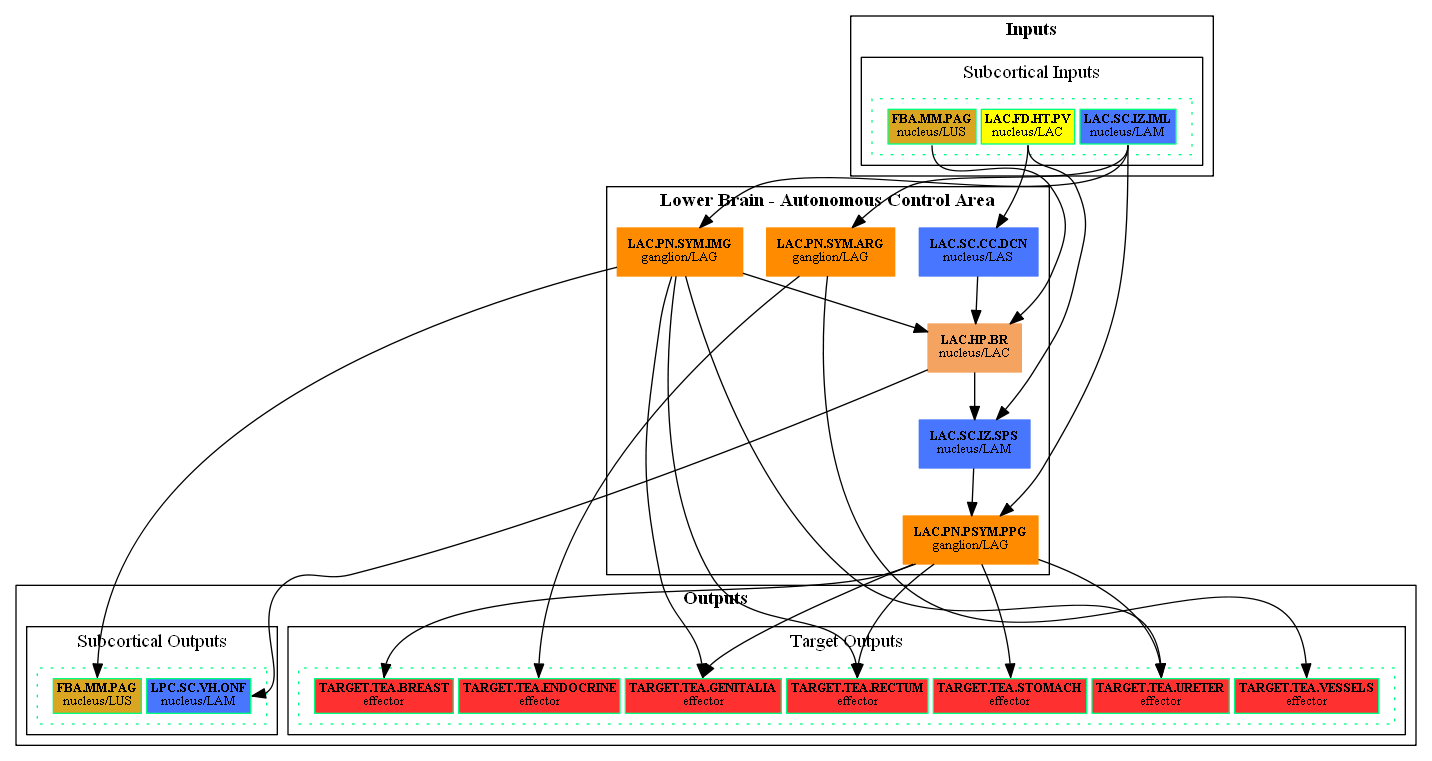 Inputs
Subcortical Inputs
FBA.MM.PAG
nucleus/LUS
LAC.FD.HT.PV
nucleus/LAC
LAC.SC.IZ.IML
nucleus/LAM
Lower Brain - Autonomous Control Area
LAC.PN.SYM.IMG
ganglion/LAG
LAC.PN.SYM.ARG
ganglion/LAG
LAC.SC.CC.DCN
nucleus/LAS
LAC.HP.BR
nucleus/LAC
LAC.SC.IZ.SPS
nucleus/LAM
LAC.PN.PSYM.PPG
ganglion/LAG
Outputs
Subcortical Outputs
FBA.MM.PAG
nucleus/LUS
LPC.SC.VH.ONF
nucleus/LAM
Target Outputs
TARGET.TEA.BREAST
effector
TARGET.TEA.ENDOCRINE
effector
TARGET.TEA.GENITALIA
effector
TARGET.TEA.RECTUM
effector
TARGET.TEA.STOMACH
effector
TARGET.TEA.URETER
effector
TARGET.TEA.VESSELS
effector